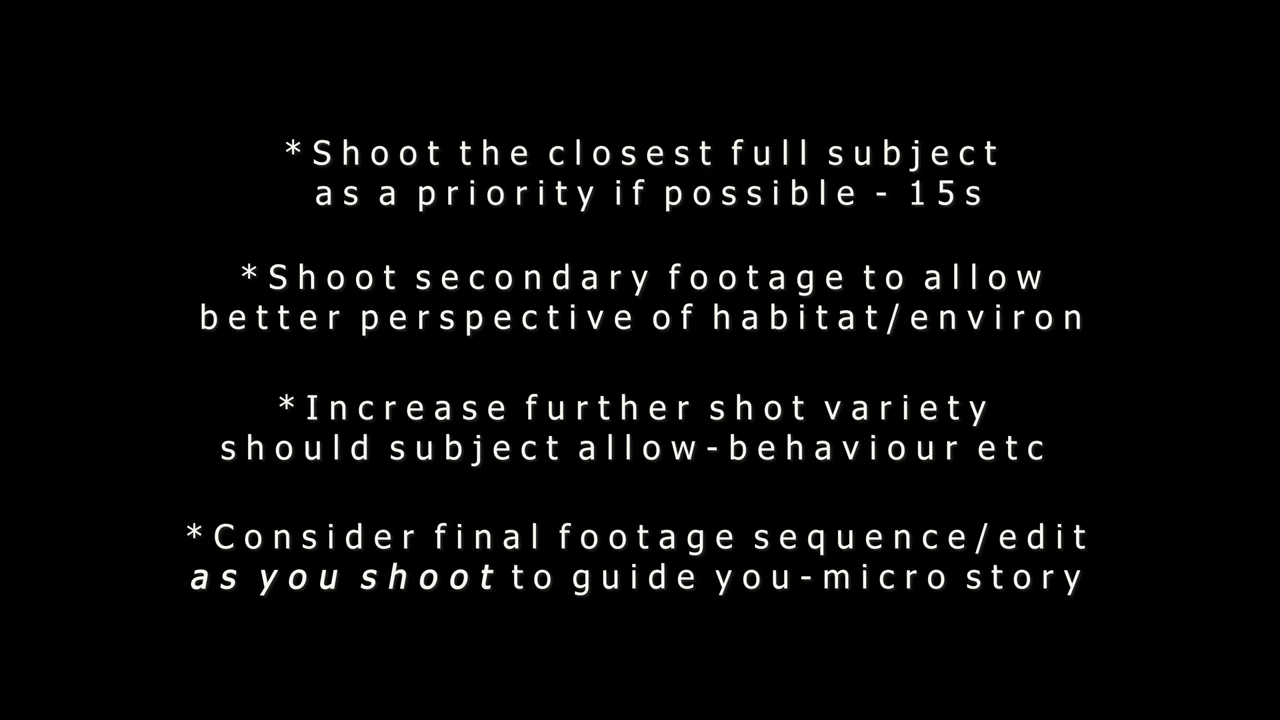 *Shoot the closest full subject
as a priority if possible - 15s
*Shoot secondary footage to allow
better perspective of habitat/environ
*Increase further shot variety
should subject allow-behaviour etc
*Consider final footage sequence/edit
as you shoot to guide you-micro story